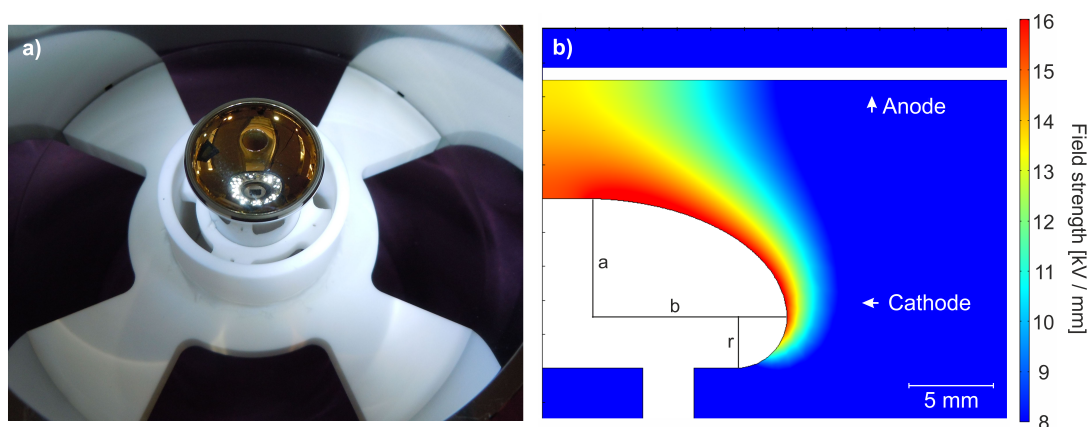 a)
b)
Anode
a
b
r
Cathode
5 mm
16
15
14
13
12
11
10
9
8
Field strength [kV / mm]